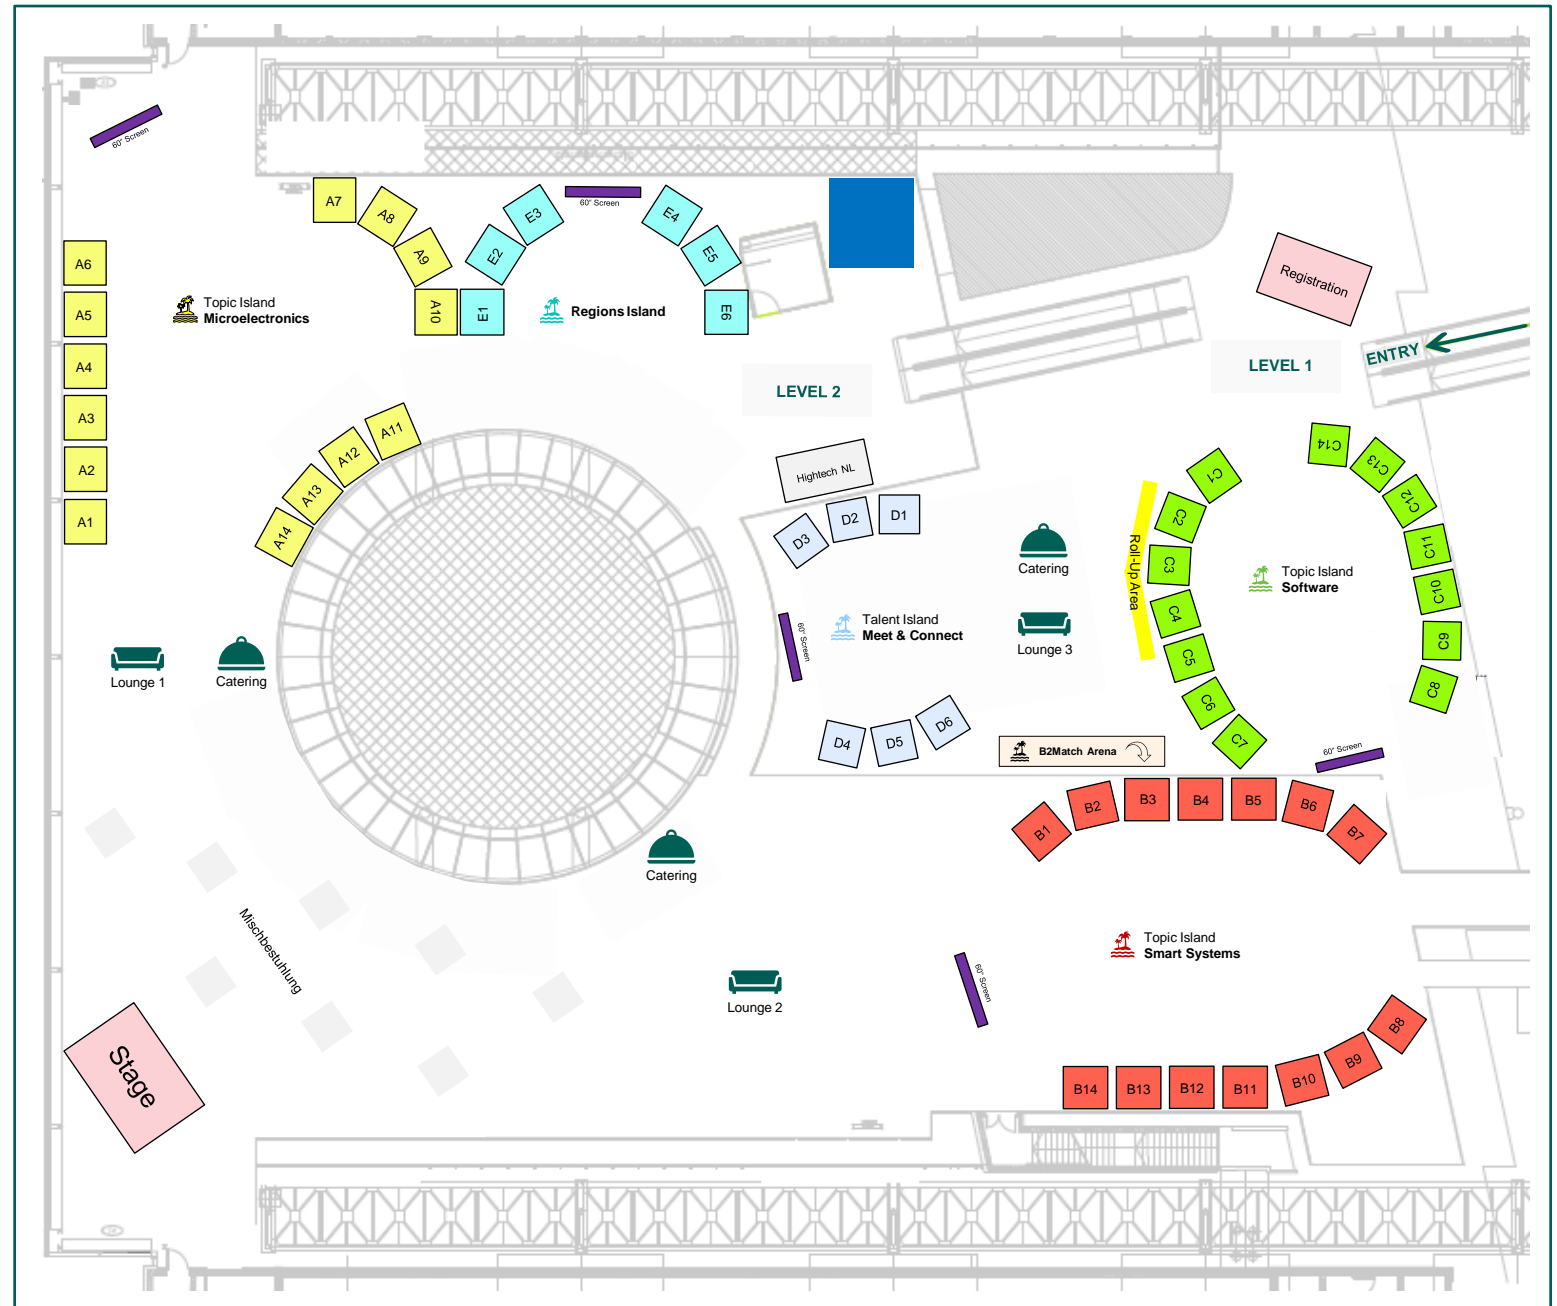 60" Screen
A7
A8
A9
A10
E1
E2
E3
60" Screen
E4
E5
E6
A6
A5
A4
A3
A2
A1
Topic Island
Microelectronics
Regions Island
Registration
ENTRY
LEVEL 1
LEVEL 2
A11
A12
A13
A14
Hightech NL
D3
D2
D1
Catering
60" Screen
Talent Island
Meet & Connect
Lounge 3
D4
D5
D6
Roll-Up Area
C1
C2
C3
C4
C5
C6
C7
C14
C13
C12
C11
C10
C9
C8
Topic Island
Software
60" Screen
B2Match Arena
Lounge 1
Catering
Catering
Lounge 2
Mischbestuhlung
Stage
B1
B2
B3
B4
B5
B6
B7
Topic Island
Smart Systems
60" Screen
B8
B9
B10
B11
B12
B13
B14